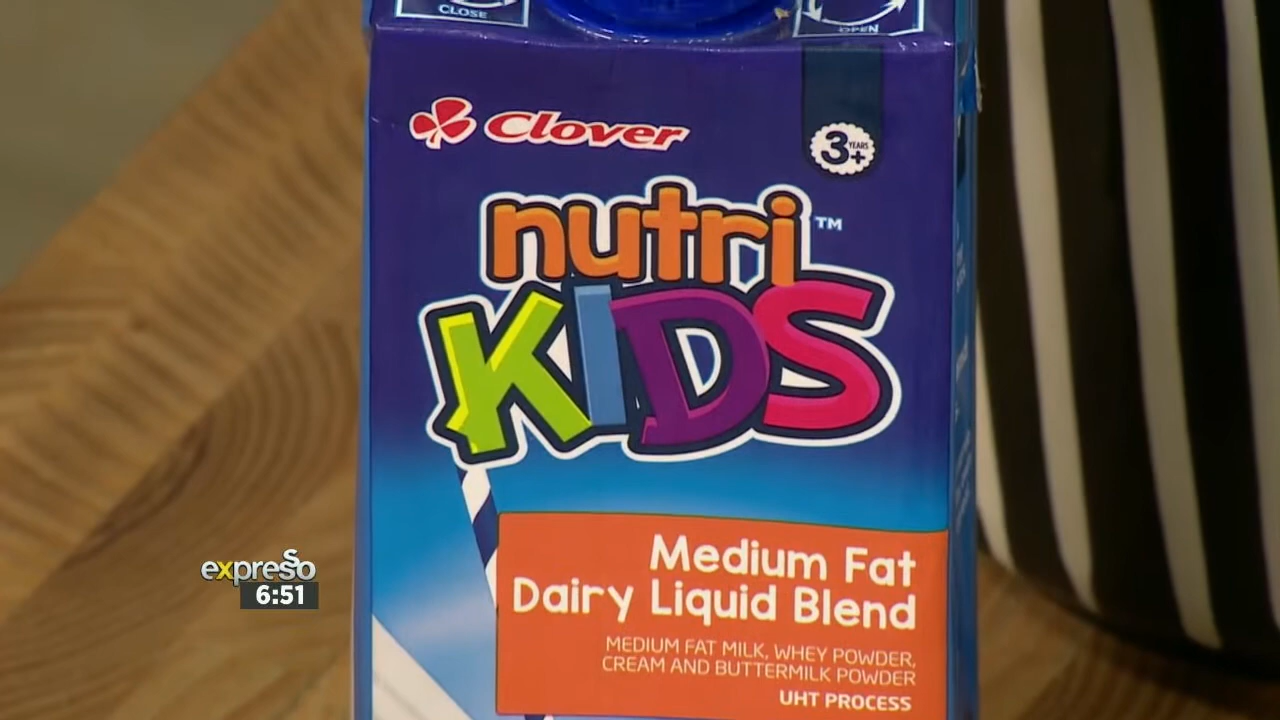 CLOSE
OPEN
Clover
3 YEARS +
nutri ™
KIDS
Medium Fat
Dairy Liquid Blend
MEDIUM FAT MILK, WHEY POWDER,
CREAM AND BUTTERMILK POWDER
UHT PROCESS
expresso
6:51